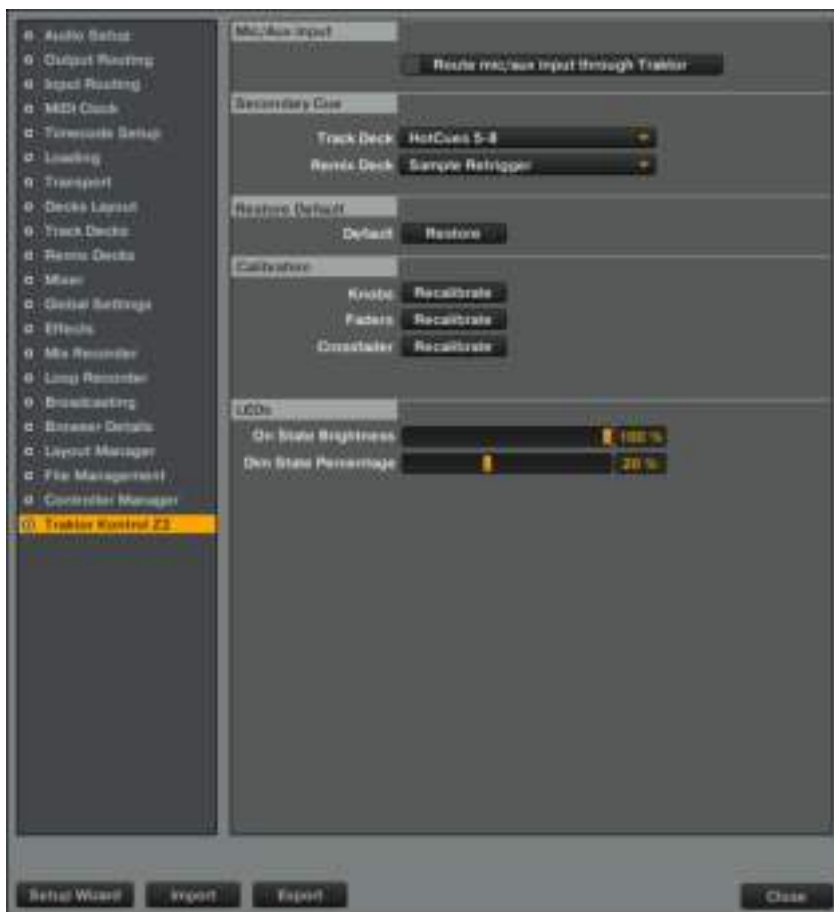 Audio Setup
Output Routing
Input Routing
MIDI Clock
Timecode Setup
Loading
Transport
Decks Layout
Track Decks
Remix Decks
Mixer
Global Settings
Effects
Mix Recorder
Loop Recorder
Broadcasting
Browser Details
Layout Manager
File Management
Controller Manager
Traktor Kontrol Z2
Mic/Aux Input
Route mic/aux input through Traktor
Secondary Cue
Track Deck HotCues 5-8
Remix Deck Sample Retrigger
Restore Default
Default Restore
Calibration
Knobs Recalibrate
Faders Recalibrate
Crossfader Recalibrate
LEDs
On State Brightness 100 %
Dim State Percentage 20 %
Setup Wizard Import Export Close